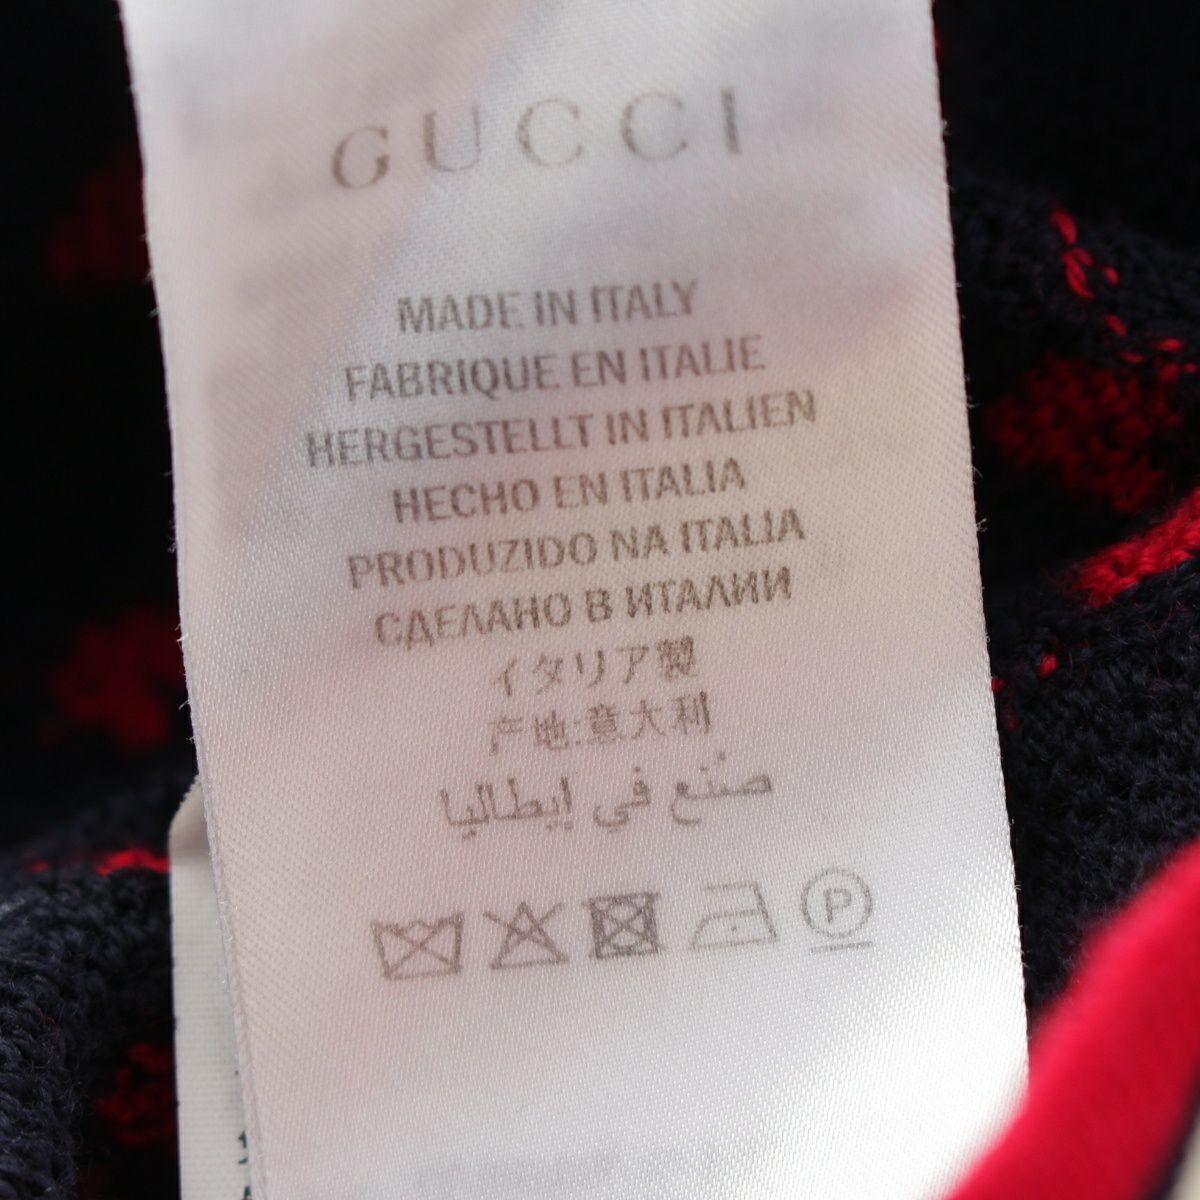 GUCCI
MADE IN ITALY
FABRIQUE EN ITALIE
HERGESTELLT IN ITALIEN
HECHO EN ITALIA
PRODUZIDO NA ITALIA
СДЕЛАНО В ИТАЛИИ
イタリア製
产地:意大利
صُنع في إيطاليا
P